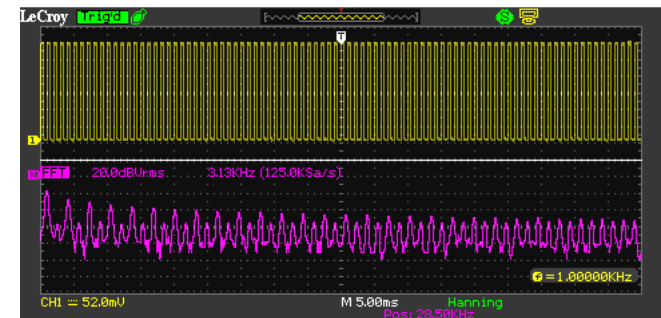 LeCroy Trig'd
T
1
M FFT 20.0dBVrms 3.13KHz (125.0KSa/s)
f = 1.00000KHz
CH1 52.0mV M 5.00ms Hanning
Pos: 28.50KHz